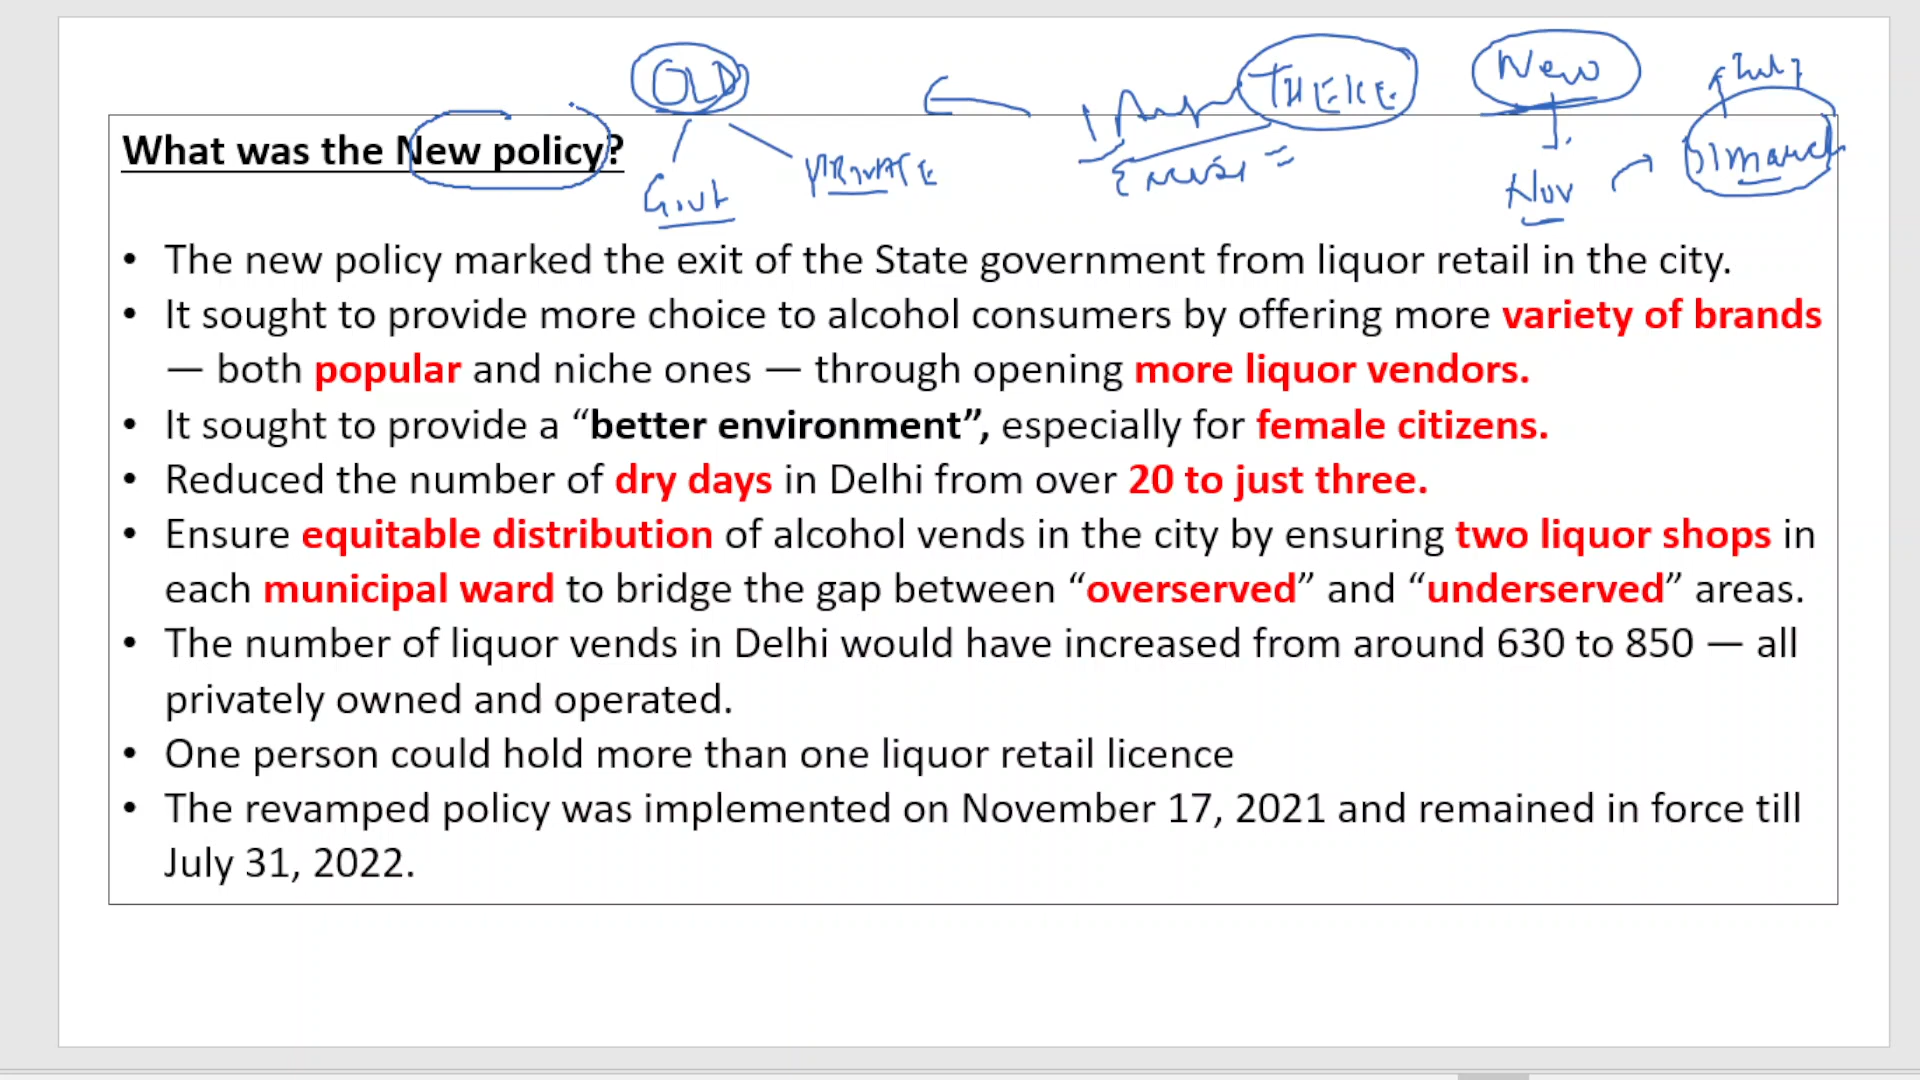 OLD
THEKE
New
July
What was the New policy?
Govt
PRIVATE
Excise =
Nov
31 march
• The new policy marked the exit of the State government from liquor retail in the city.
• It sought to provide more choice to alcohol consumers by offering more variety of brands
— both popular and niche ones — through opening more liquor vendors.
• It sought to provide a “better environment”, especially for female citizens.
• Reduced the number of dry days in Delhi from over 20 to just three.
• Ensure equitable distribution of alcohol vends in the city by ensuring two liquor shops in
each municipal ward to bridge the gap between “overserved” and “underserved” areas.
• The number of liquor vends in Delhi would have increased from around 630 to 850 — all
privately owned and operated.
• One person could hold more than one liquor retail licence
• The revamped policy was implemented on November 17, 2021 and remained in force till
July 31, 2022.